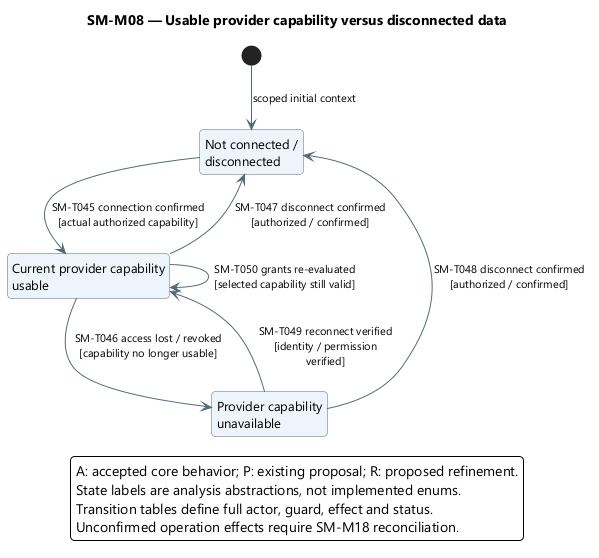 SM-M08 — Usable provider capability versus disconnected data
scoped initial context
Not connected /
disconnected
SM-T045 connection confirmed
[actual authorized capability]
SM-T047 disconnect confirmed
[authorized / confirmed]
Current provider capability
usable
SM-T050 grants re-evaluated
[selected capability still valid]
SM-T048 disconnect confirmed
[authorized / confirmed]
SM-T046 access lost / revoked
[capability no longer usable]
SM-T049 reconnect verified
[identity / permission
verified]
Provider capability
unavailable
A: accepted core behavior; P: existing proposal; R: proposed refinement.
State labels are analysis abstractions, not implemented enums.
Transition tables define full actor, guard, effect and status.
Unconfirmed operation effects require SM-M18 reconciliation.